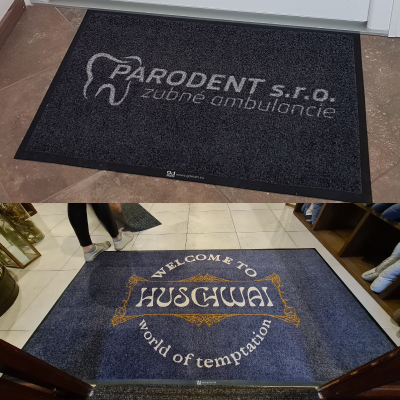 PARODENT s.r.o.
zubné ambulancie
WELCOME TO
HUSCHWAI
world of temptation